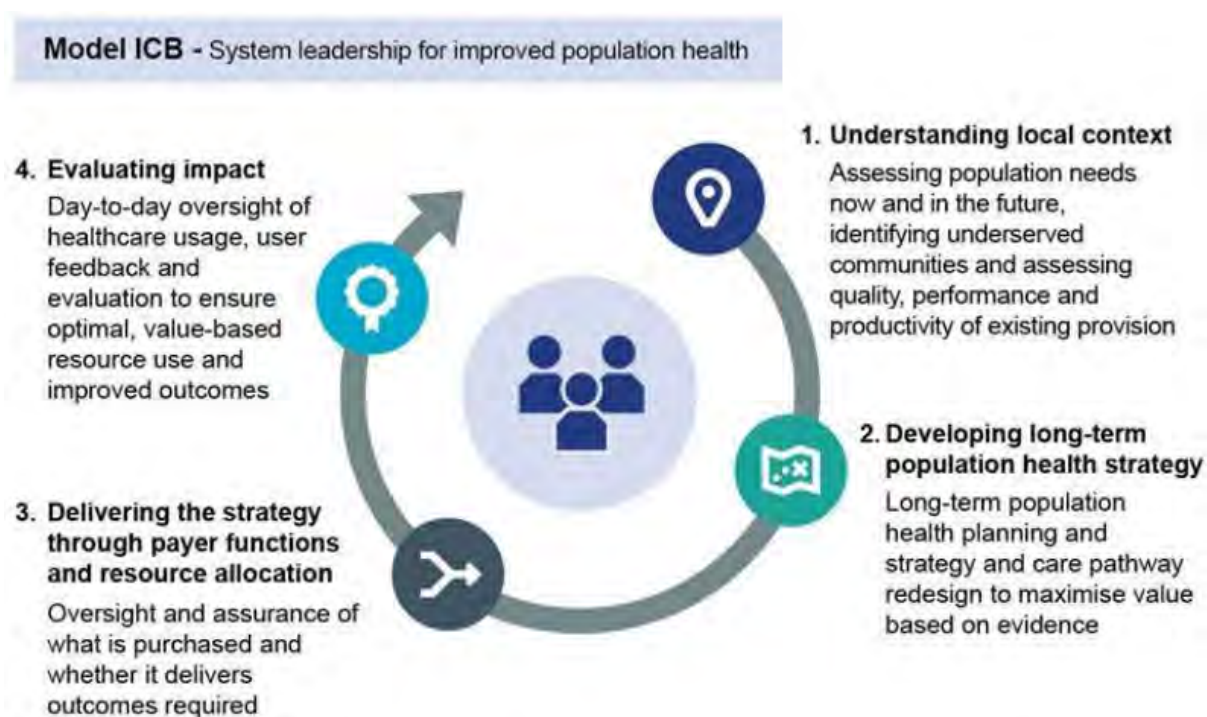 Model ICB - System leadership for improved population health
1. Understanding local context
Assessing population needs
now and in the future,
identifying underserved
communities and assessing
quality, performance and
productivity of existing provision
2. Developing long-term
population health strategy
Long-term population
health planning and
strategy and care pathway
redesign to maximise value
based on evidence
3. Delivering the strategy
through payer functions
and resource allocation
Oversight and assurance of
what is purchased and
whether it delivers
outcomes required
4. Evaluating impact
Day-to-day oversight of
healthcare usage, user
feedback and
evaluation to ensure
optimal, value-based
resource use and
improved outcomes